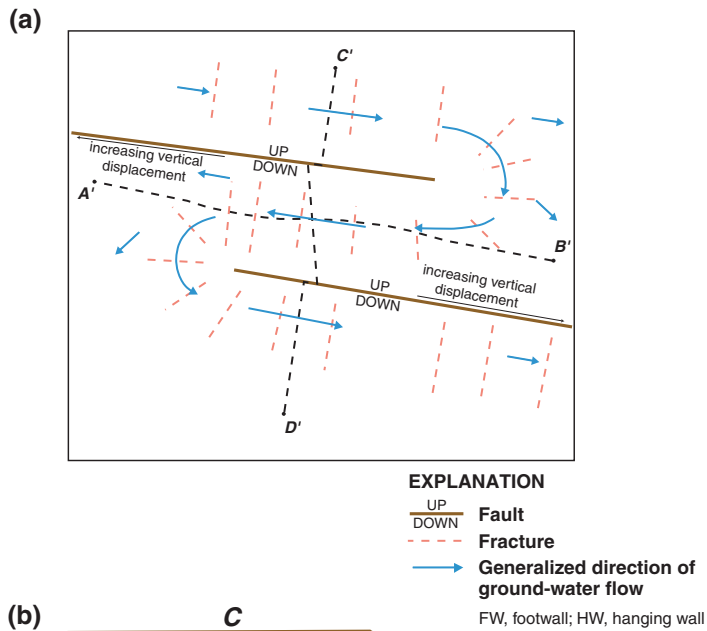 (a)
C'
UP
DOWN
increasing vertical
displacement
A'
B'
increasing vertical
displacement
UP
DOWN
D'
EXPLANATION
UP
DOWN
Fault
Fracture
Generalized direction of
ground-water flow
FW, footwall; HW, hanging wall
(b)
C